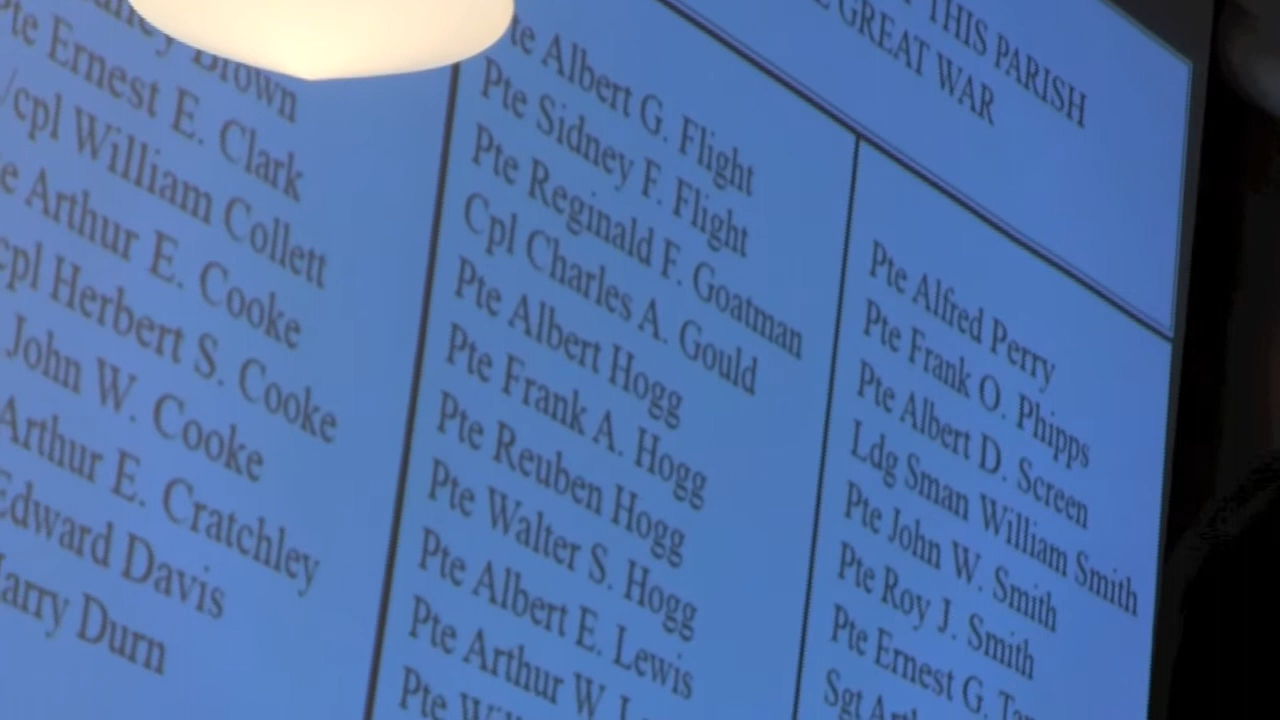 THIS PARISH
GREAT WAR
Brown
Ernest E. Clark
/cpl William Collett
Arthur E. Cooke
cpl Herbert S. Cooke
John W. Cooke
Arthur E. Cratchley
Edward Davis
Harry Durn
Pte Albert G. Flight
Pte Sidney F. Flight
Pte Reginald F. Goatman
Cpl Charles A. Gould
Pte Albert Hogg
Pte Frank A. Hogg
Pte Reuben Hogg
Pte Walter S. Hogg
Pte Albert E. Lewis
Pte Arthur W.
Pte
Pte Alfred Perry
Pte Frank O. Phipps
Pte Albert D. Screen
Ldg Sman William Smith
Pte John W. Smith
Pte Roy J. Smith
Pte Ernest G.
Sgt